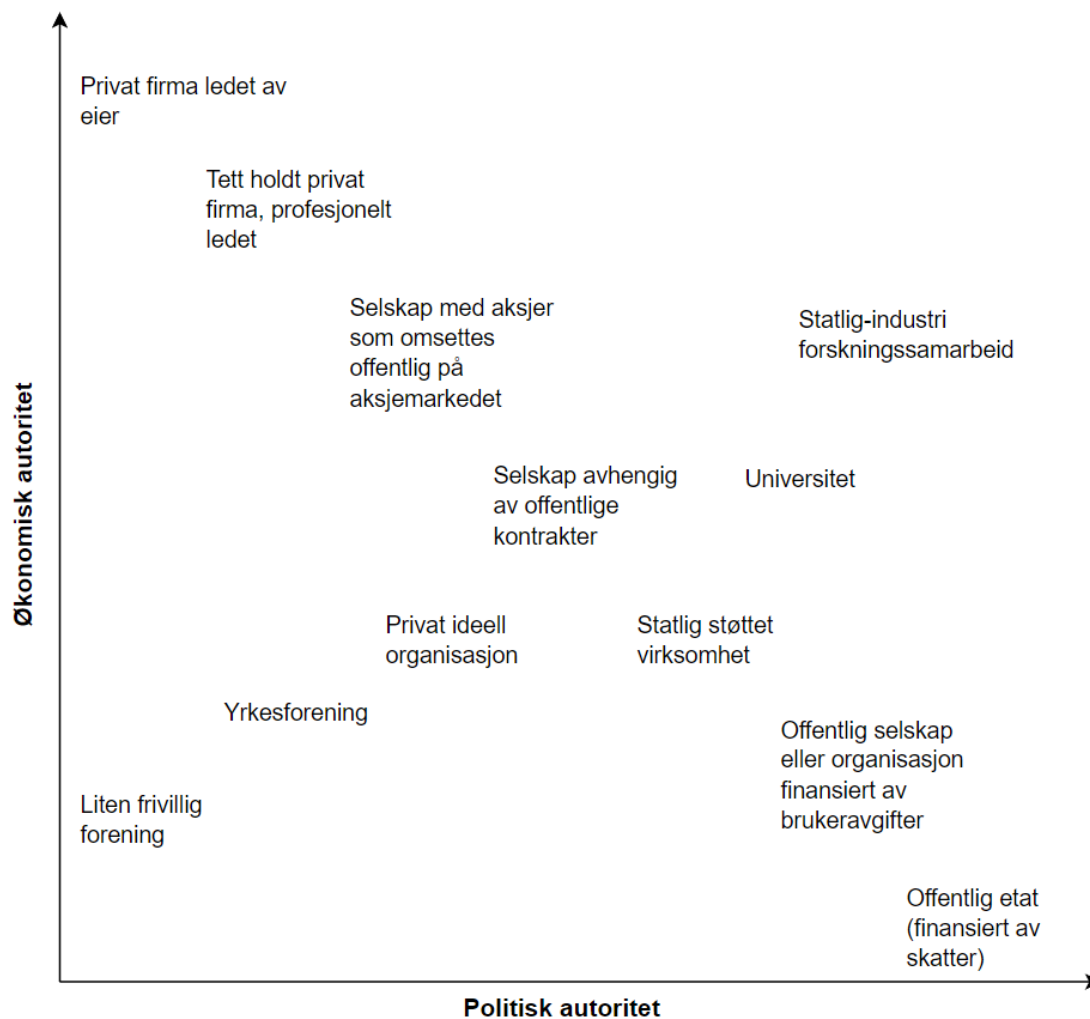 Privat firma ledet av
eier
Tett holdt privat
firma, profesjonelt
ledet
Selskap med aksjer
som omsettes
offentlig på
aksjemarkedet
Statlig-industri
forskningssamarbeid
Selskap avhengig
av offentlige
kontrakter
Universitet
Privat ideell
organisasjon
Statlig støttet
virksomhet
Yrkesforening
Offentlig selskap
eller organisasjon
finansiert av
brukeravgifter
Liten frivillig
forening
Offentlig etat
(finansiert av
skatter)
Økonomisk autoritet
Politisk autoritet